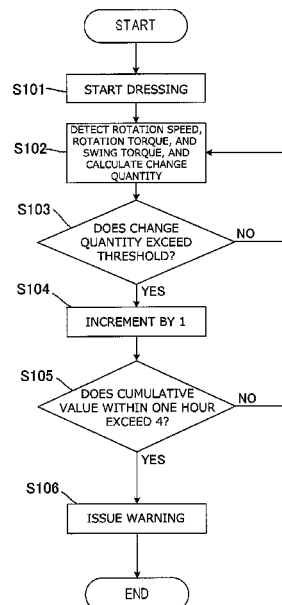 START
S101
START DRESSING
S102
DETECT ROTATION SPEED,
ROTATION TORQUE, AND
SWING TORQUE, AND
CALCULATE CHANGE
QUANTITY
S103
DOES CHANGE
QUANTITY EXCEED
THRESHOLD?
NO
YES
S104
INCREMENT BY 1
S105
DOES CUMULATIVE
VALUE WITHIN ONE HOUR
EXCEED 4?
NO
YES
S106
ISSUE WARNING
END